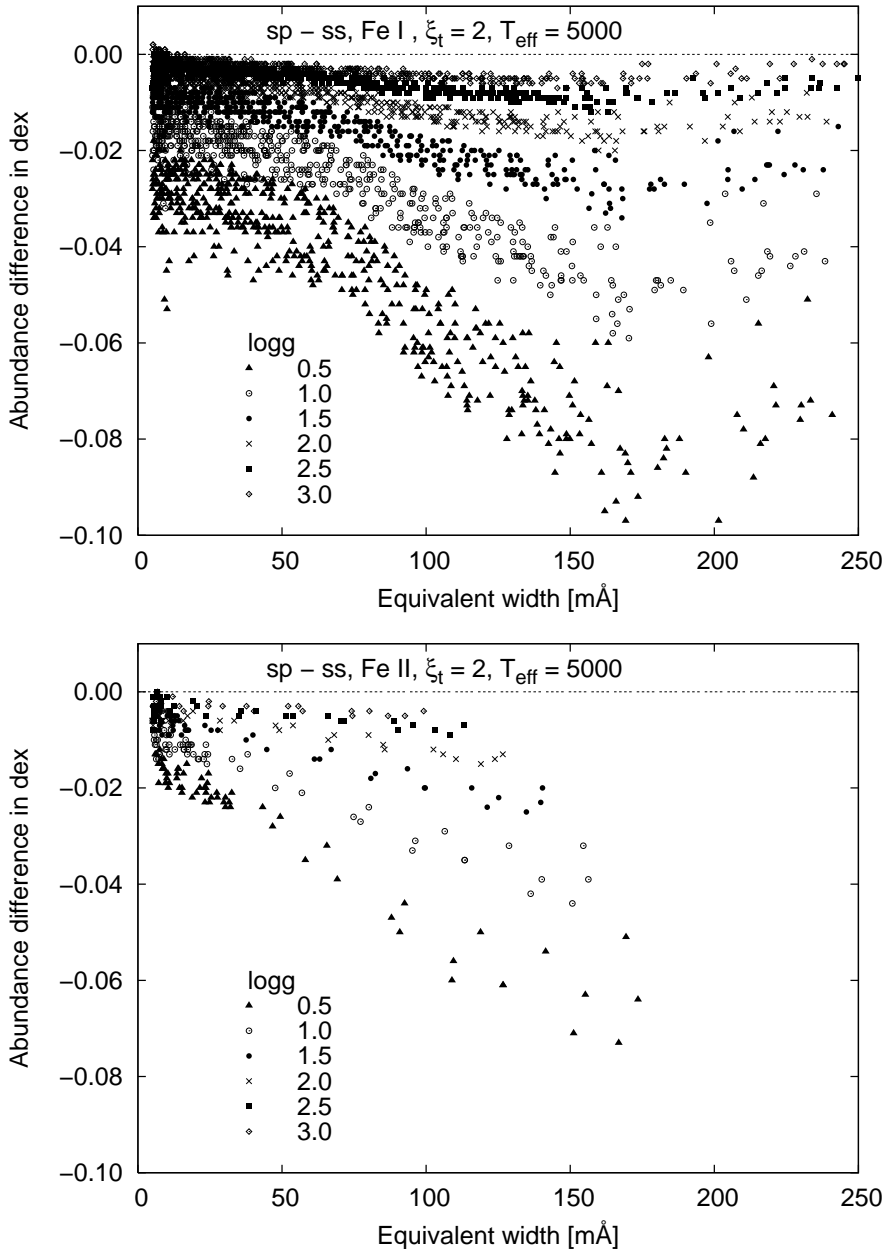 sp − ss, Fe I , ξt = 2, Teff = 5000
0.00
−0.02
−0.04
−0.06
−0.08
−0.10
Abundance difference in dex
logg
0.5
1.0
1.5
2.0
2.5
3.0
0 50 100 150 200 250
Equivalent width [mÅ]
sp − ss, Fe II, ξt = 2, Teff = 5000
0.00
−0.02
−0.04
−0.06
−0.08
−0.10
Abundance difference in dex
logg
0.5
1.0
1.5
2.0
2.5
3.0
0 50 100 150 200 250
Equivalent width [mÅ]